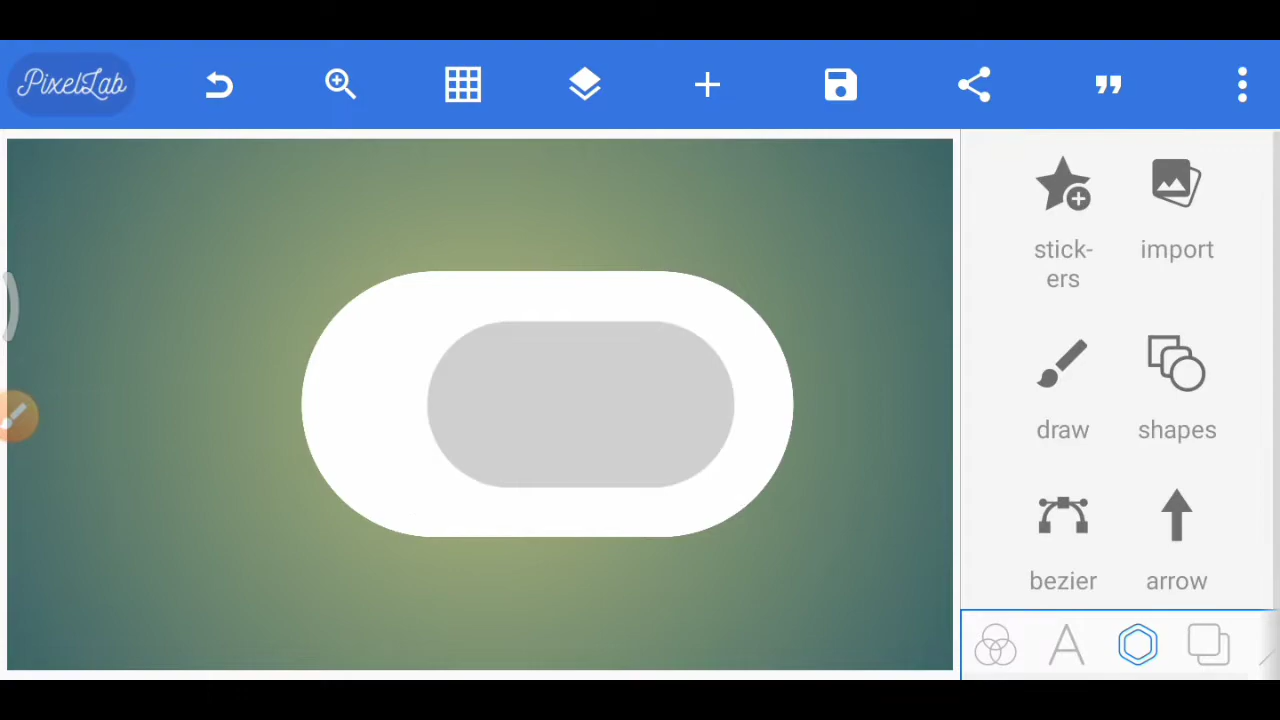 PixelLab
stick-
ers
import
draw
shapes
bezier
arrow